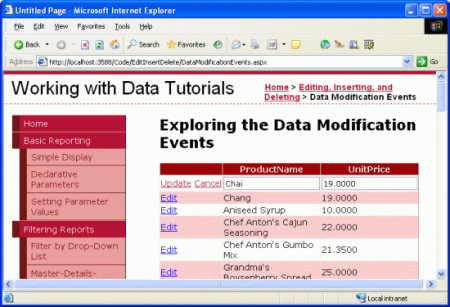 Untitled Page - Microsoft Internet Explorer
File Edit View Favorites Tools Help
Back Search Favorites
Address http://localhost:3588/Code/EditInsertDelete/DataModificationEvents.aspx Go
Working with Data Tutorials
Home > Editing, Inserting, and
Deleting > Data Modification Events
Home
Basic Reporting
Simple Display
Declarative
Parameters
Setting Parameter
Values
Filtering Reports
Filter by Drop-Down
List
Master-Details-
Exploring the Data Modification
Events
ProductName UnitPrice
Update Cancel Chai 19.0000
Edit Chang 19.0000
Edit Aniseed Syrup 10.0000
Edit Chef Anton's Cajun
Seasoning 22.0000
Edit Chef Anton's Gumbo
Mix 21.3500
Edit Grandma's
Boysenberry Spread 25.0000
Local intranet